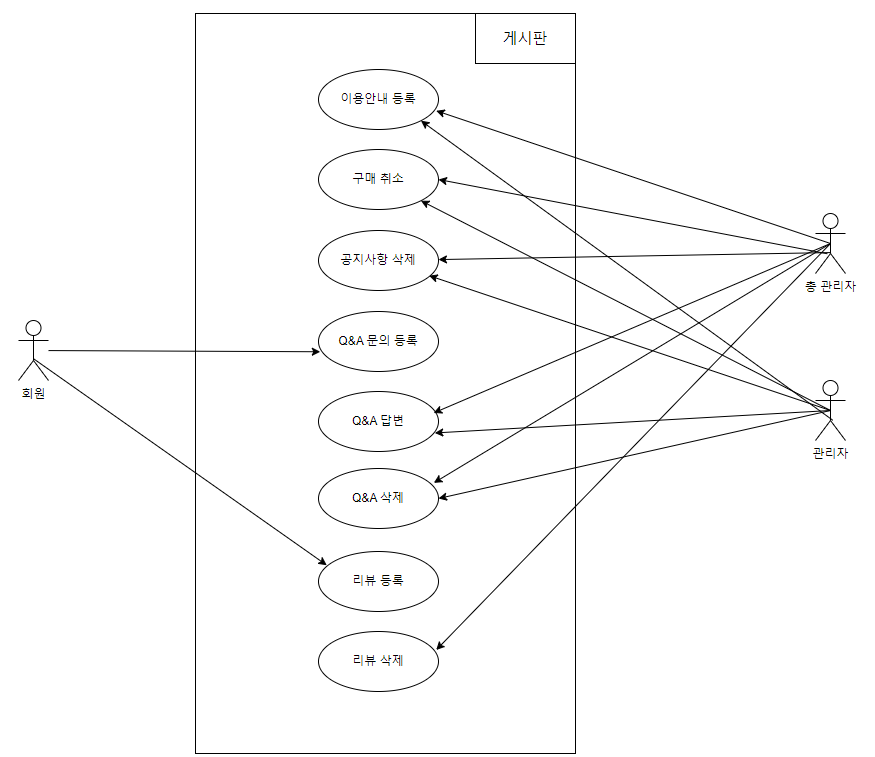 게시판
이용안내 등록
구매 취소
공지사항 삭제
Q&A 문의 등록
Q&A 답변
Q&A 삭제
리뷰 등록
리뷰 삭제
회원
총 관리자
관리자